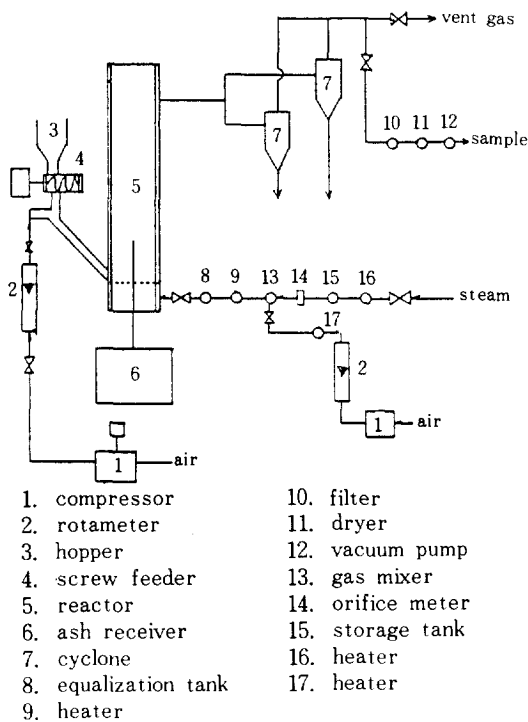 vent gas
7
7
3
4
10 11 12
sample
5
2
8 9 13 14 15 16
steam
17
2
6
1 air
1 air
1. compressor
2. rotameter
3. hopper
4. screw feeder
5. reactor
6. ash receiver
7. cyclone
8. equalization tank
9. heater
10. filter
11. dryer
12. vacuum pump
13. gas mixer
14. orifice meter
15. storage tank
16. heater
17. heater